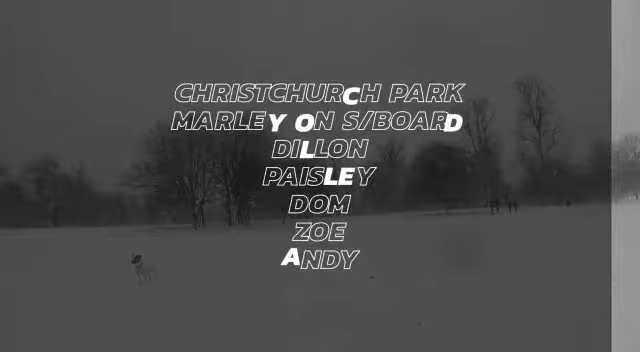 CHRISTCHURCH PARK
MARLEY ON S/BOARD
DILLON
PAISLEY
DOM
ZOE
ANDY